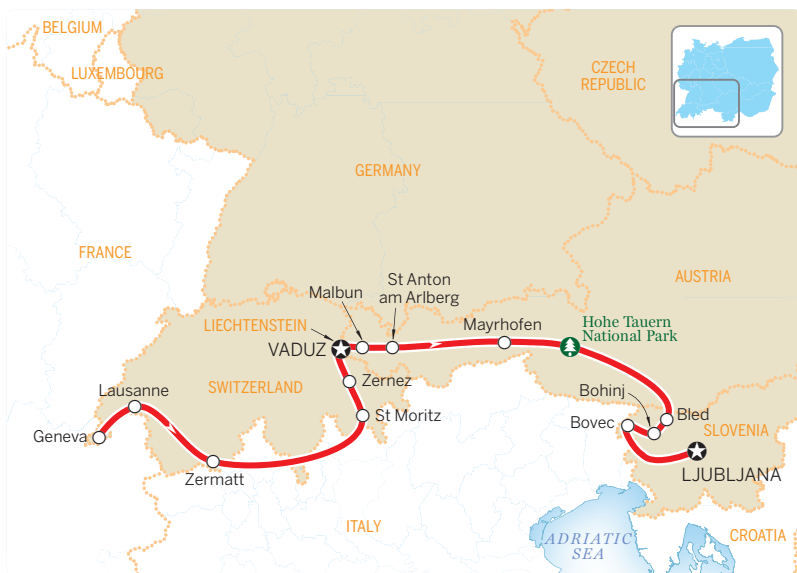 BELGIUM
LUXEMBOURG
CZECH
REPUBLIC
GERMANY
FRANCE
AUSTRIA
St Anton
am Arlberg
Malbun
LIECHTENSTEIN
Mayrhofen
Hohe Tauern
National Park
VADUZ
Zernez
SWITZERLAND
Lausanne
St Moritz
Bohinj
Bled
Bovec
SLOVENIA
Geneva
Zermatt
LJUBLJANA
ITALY
ADRIATIC
SEA
CROATIA